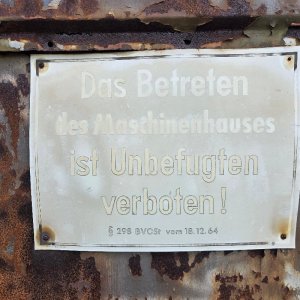 Das Betreten
des Maschinenhauses
ist Unbefugten
verboten!
§ 298 BVOSt vom 18.12.64